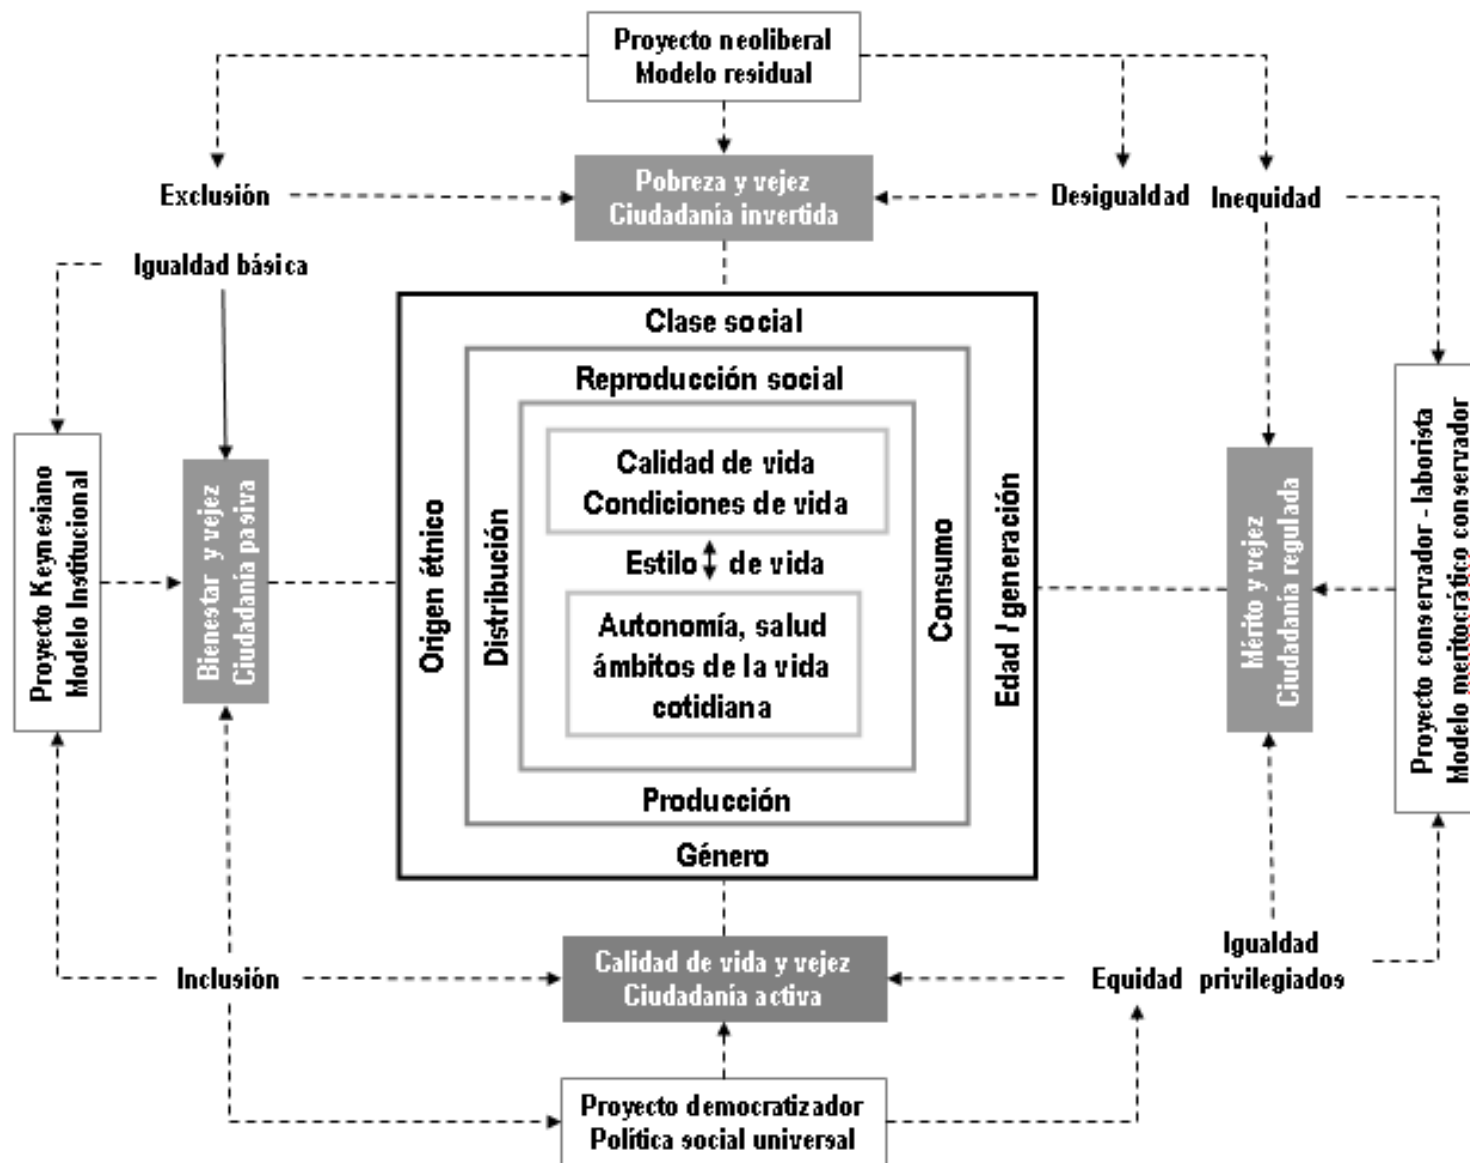 Proyecto neoliberal
Modelo residual
Exclusión
Pobreza y vejez
Ciudadanía invertida
Desigualdad
Inequidad
Igualdad básica
Clase social
Reproducción social
Calidad de vida
Condiciones de vida
Estilo de vida
Autonomía, salud
ámbitos de la vida
cotidiana
Proyecto Keynesiano
Modelo Institucional
Bienestar y vejez
Ciudadanía pasiva
Origen étnico
Distribución
Consumo
Edad / generación
Mérito y vejez
Ciudadanía regulada
Proyecto conservador - laborista
Modelo meritocrático conservador
Producción
Género
Inclusión
Calidad de vida y vejez
Ciudadanía activa
Equidad
Igualdad
privilegiados
Proyecto democratizador
Política social universal